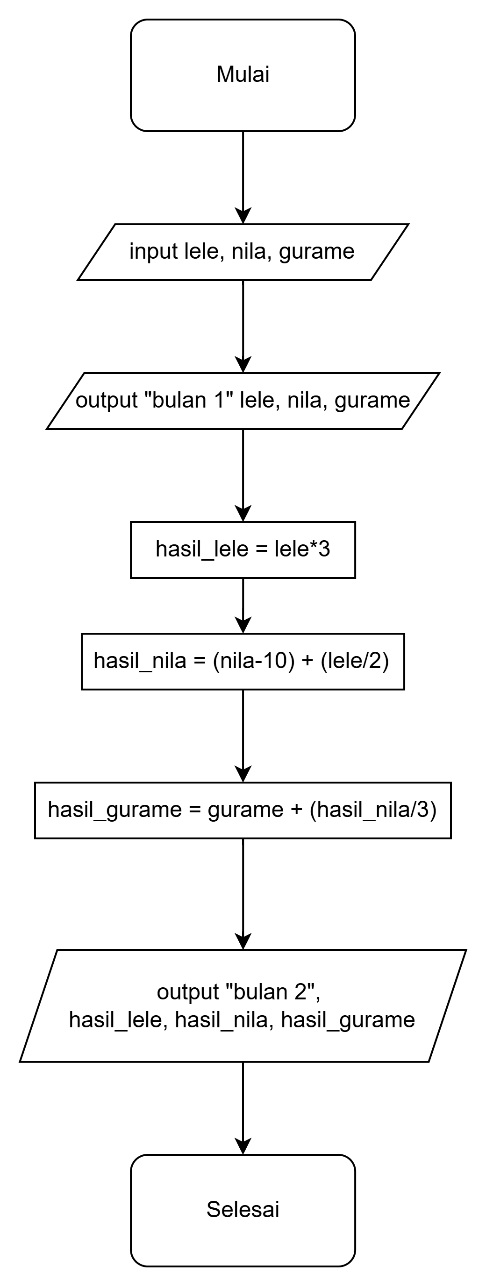 Mulai
input lele, nila, gurame
output "bulan 1" lele, nila, gurame
hasil_lele = lele*3
hasil_nila = (nila-10) + (lele/2)
hasil_gurame = gurame + (hasil_nila/3)
output "bulan 2",
hasil_lele, hasil_nila, hasil_gurame
Selesai